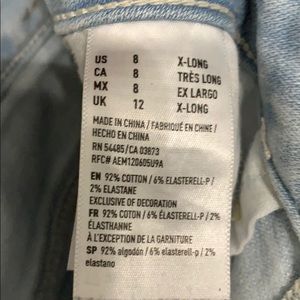 US 8 X-LONG
CA 8 TRÈS LONG
MX 8 EX LARGO
UK 12 X-LONG
MADE IN CHINA / FABRIQUÉ EN CHINE /
HECHO EN CHINA
RN 54485/CA 03873
RFC# AEM120605U9A
EN 92% COTTON / 6% ELASTERELL-P /
2% ELASTANE
EXCLUSIVE OF DECORATION
FR 92% COTON / 6% ÉLASTERELL-P / 2%
ÉLASTHANNE
À L'EXCEPTION DE LA GARNITURE
SP 92% algodón / 6% elasterell-p / 2%
elastano